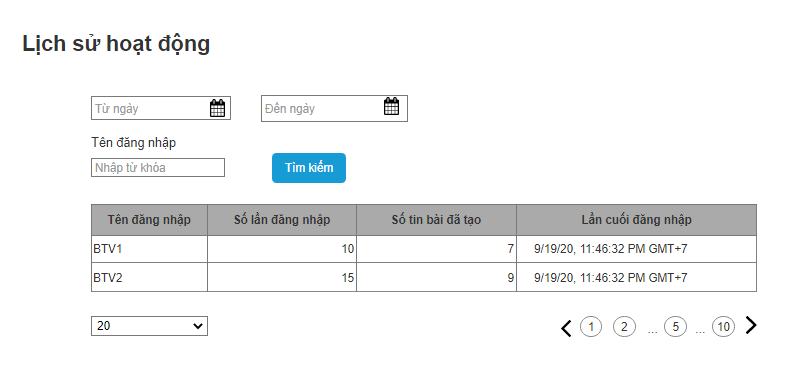 Lịch sử hoạt động
Từ ngày Đến ngày
Tên đăng nhập
Nhập từ khóa Tìm kiếm
Tên đăng nhập Số lần đăng nhập Số tin bài đã tạo Lần cuối đăng nhập
BTV1 10 7 9/19/20, 11:46:32 PM GMT+7
BTV2 15 9 9/19/20, 11:46:32 PM GMT+7
20 1 2 ... 5 ... 10